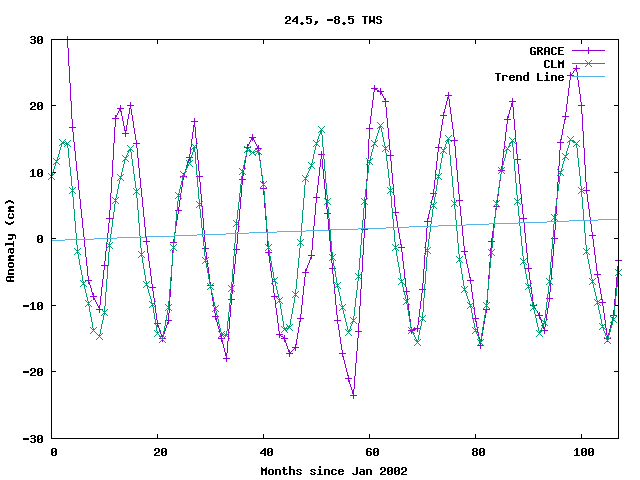 24.5, -8.5 TWS
GRACE
CLM
Trend Line
30
20
10
0
-10
-20
-30
Anomaly (cm)
0 20 40 60 80 100
Months since Jan 2002